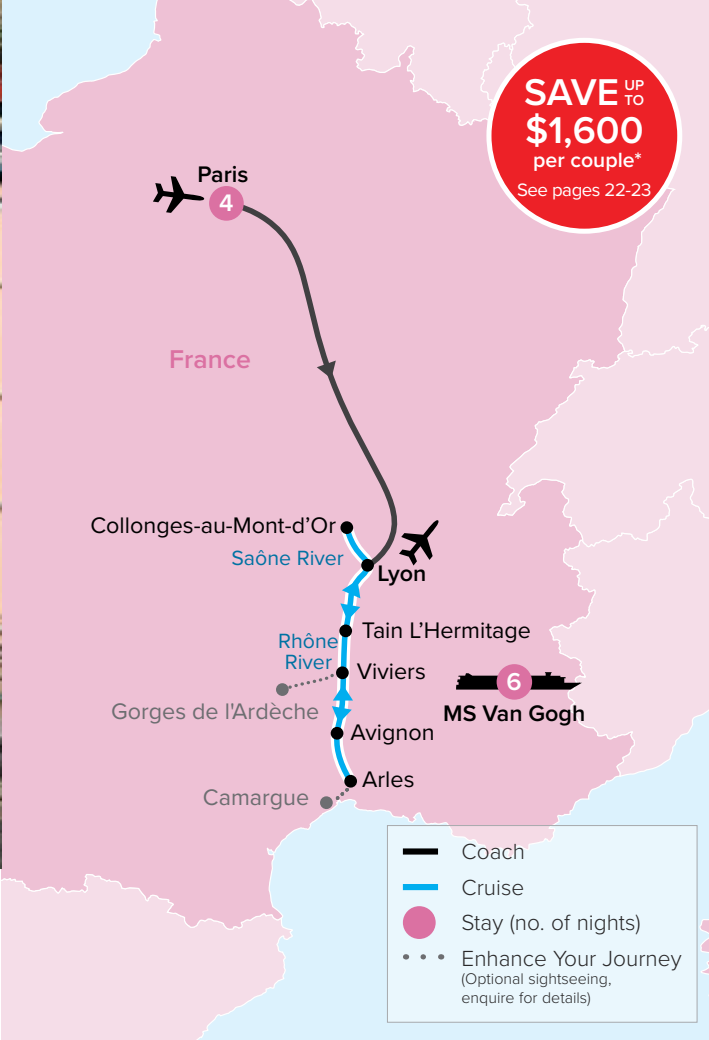 SAVE UP TO
$1,600
per couple*
See pages 22-23
Paris
4
France
Collonges-au-Mont-d'Or
Saône River
Lyon
Tain L'Hermitage
Rhône
River
Viviers
6
Gorges de l'Ardèche
MS Van Gogh
Avignon
Arles
Camargue
Coach
Cruise
Stay (no. of nights)
Enhance Your Journey
(Optional sightseeing,
enquire for details)